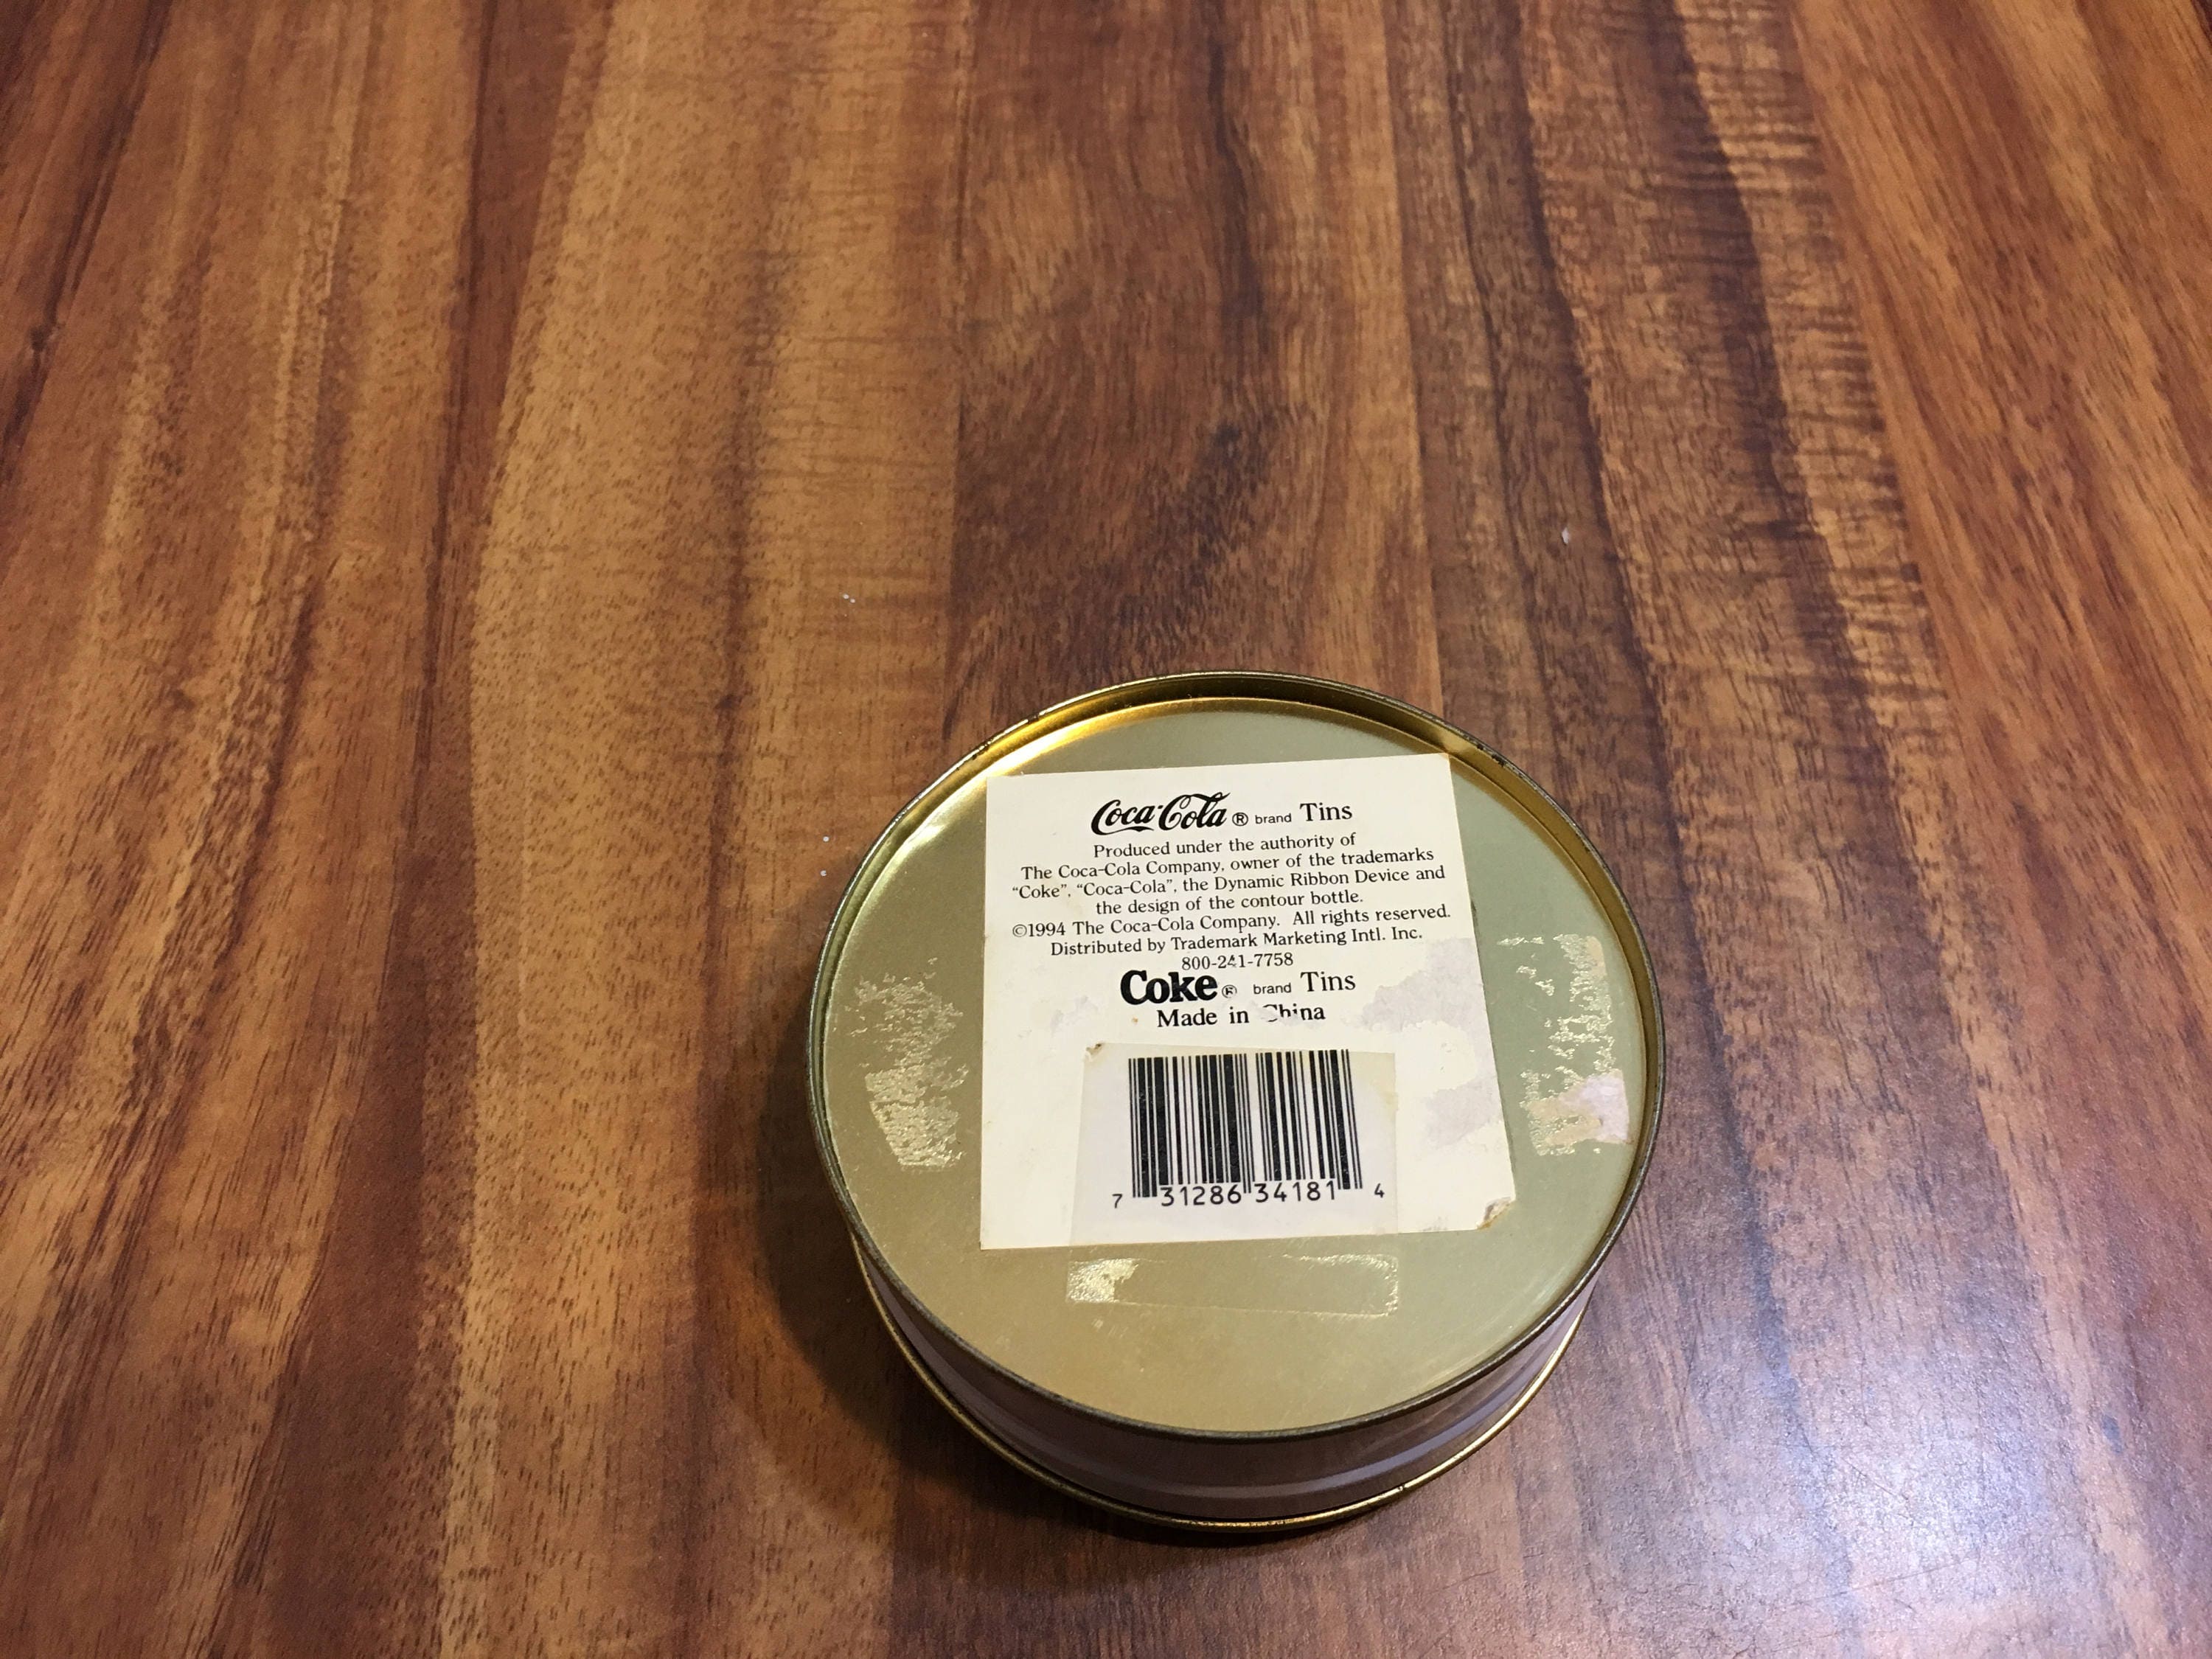 Coca-Cola ® brand Tins
Produced under the authority of
The Coca-Cola Company, owner of the trademarks
“Coke”, “Coca-Cola”, the Dynamic Ribbon Device and
the design of the contour bottle.
©1994 The Coca-Cola Company. All rights reserved.
Distributed by Trademark Marketing Intl. Inc.
800-241-7758
Coke ® brand Tins
Made in China
7 31286 34181 4